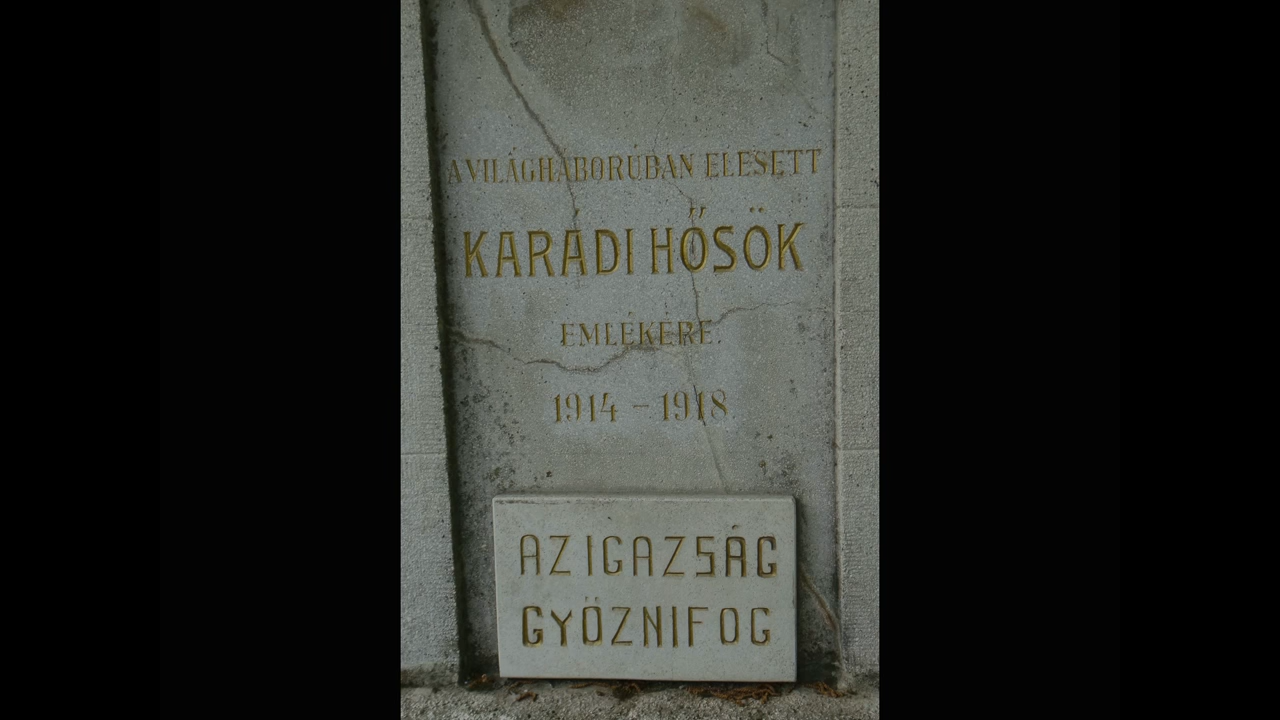 A VILÁGHÁBORÚBAN ELESETT
KARÁDI HŐSÖK
EMLÉKÉRE.
1914 – 1918
AZ IGAZSÁG
GYŐZNI FOG